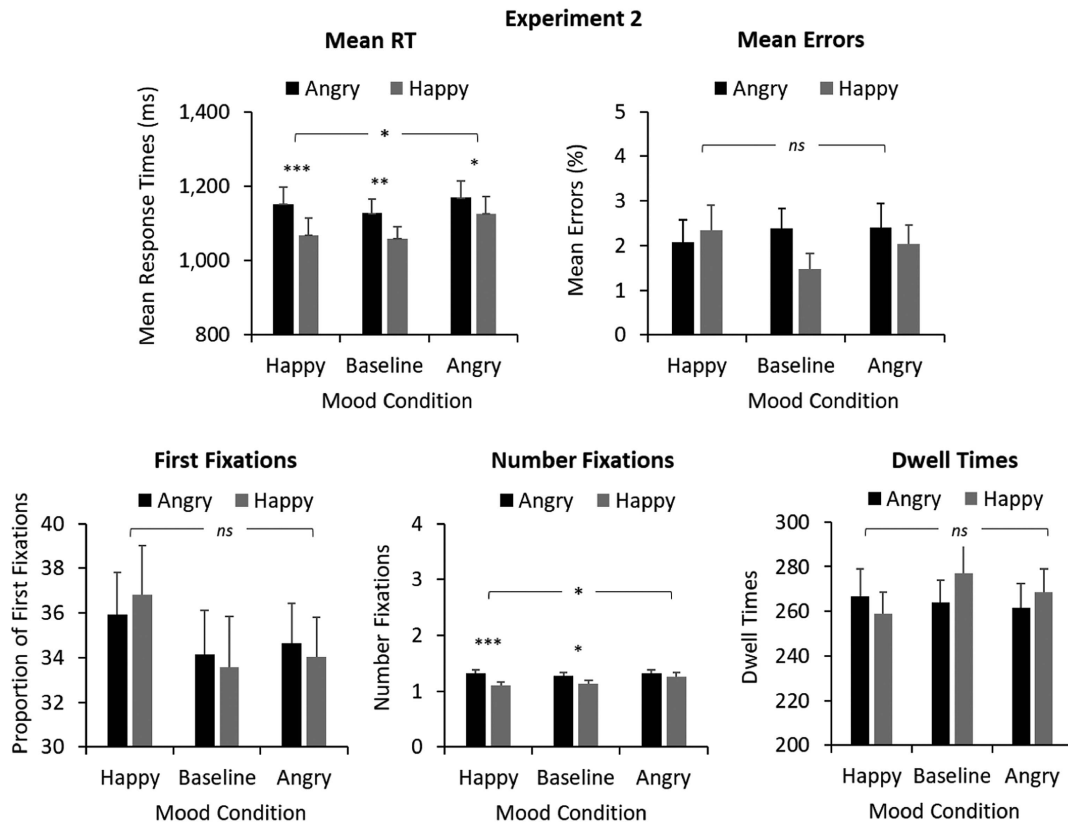 Experiment 2
Mean RT
Angry Happy
Mean Response Times (ms)
1,400
1,200
1,000
800
*
***
**
*
Happy Baseline Angry
Mood Condition
Mean Errors
Angry Happy
Mean Errors (%)
5
4
3
2
1
0
ns
Happy Baseline Angry
Mood Condition
First Fixations
Angry Happy
Proportion of First Fixations
40
38
36
34
32
30
ns
Happy Baseline Angry
Mood Condition
Number Fixations
Angry Happy
Number Fixations
4
3
2
1
0
*
***
*
Happy Baseline Angry
Mood Condition
Dwell Times
Angry Happy
Dwell Times
300
280
260
240
220
200
ns
Happy Baseline Angry
Mood Condition